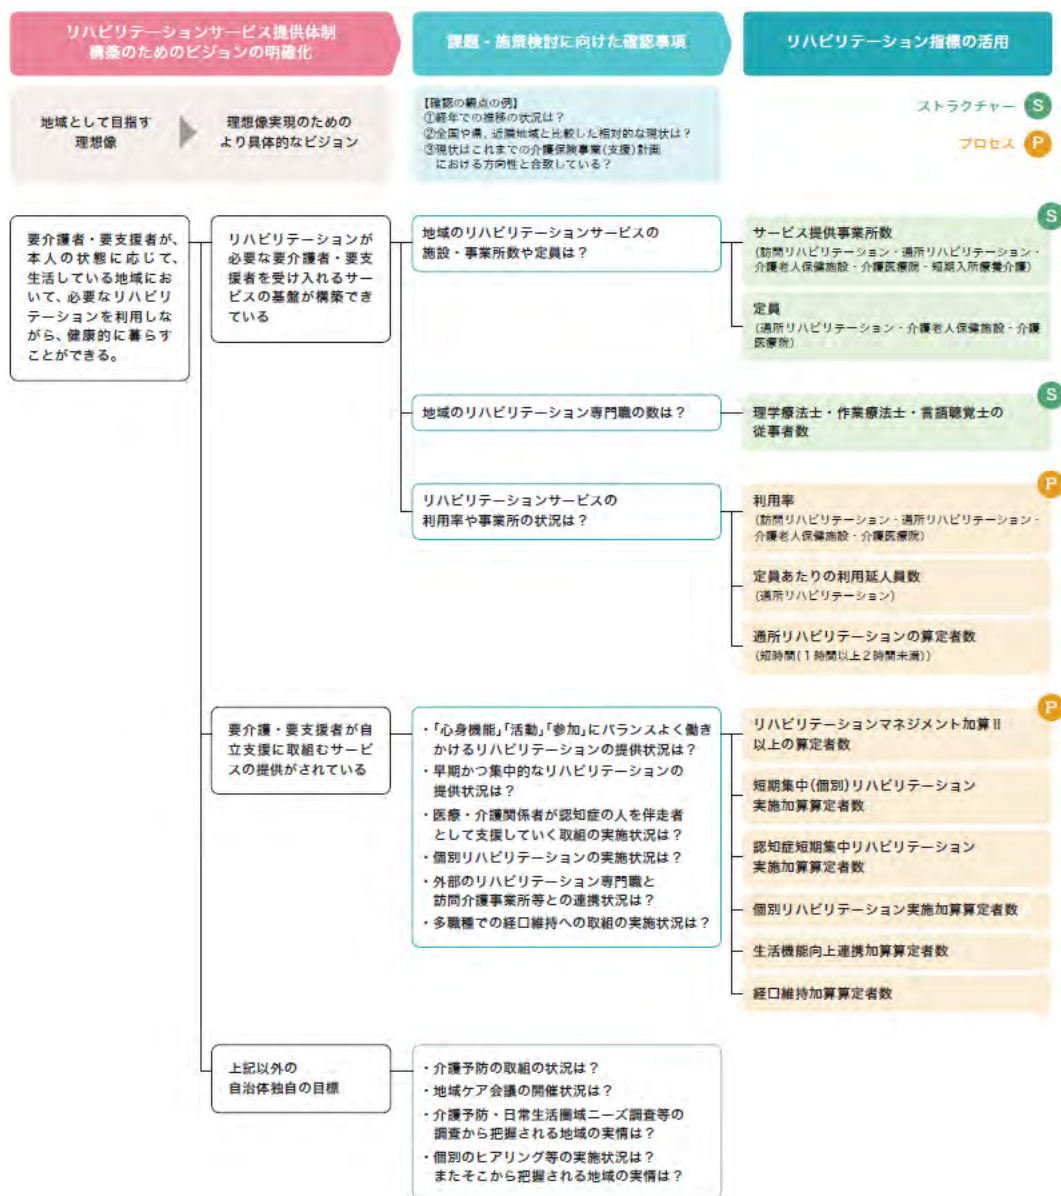 リハビリテーションサービス提供体制
構築のためのビジョンの明確化
課題・施策検討に向けた確認事項
リハビリテーション指標の活用
地域として目指す
理想像
理想像実現のための
より具体的なビジョン
【確認の観点の例】
①経年での推移の状況は？
②全国や県、近隣地域と比較した相対的な現状は？
③現状はこれまでの介護保険事業(支援)計画
における方向性と合致している？
ストラクチャー S
プロセス P
要介護者・要支援者が、
本人の状態に応じて、
生活している地域にお
いて、必要なリハビリ
テーションを利用しな
がら、健康的に暮らす
ことができる。
リハビリテーションが
必要な要介護者・要支
援者を受け入れるサー
ビスの基盤が構築でき
ている
地域のリハビリテーションサービスの
施設・事業所数や定員は？
S
サービス提供事業所数
(訪問リハビリテーション・通所リハビリテーション・
介護老人保健施設・介護医療院・短期入所療養介護)
定員
(通所リハビリテーション・介護老人保健施設・介護
医療院)
地域のリハビリテーション専門職の数は？
S
理学療法士・作業療法士・言語聴覚士の
従事者数
リハビリテーションサービスの
利用率や事業所の状況は？
P
利用率
(訪問リハビリテーション・通所リハビリテーション・
介護老人保健施設・介護医療院)
定員あたりの利用延人員数
(通所リハビリテーション)
通所リハビリテーションの算定者数
(短時間(1時間以上2時間未満))
要介護・要支援者が自
立支援に取組むサービ
スの提供がされている
・「心身機能」「活動」「参加」にバランスよく働き
かけるリハビリテーションの提供状況は？
・早期かつ集中的なリハビリテーションの
提供状況は？
・医療・介護関係者が認知症の人を伴走者
として支援していく取組の実施状況は？
・個別リハビリテーションの実施状況は？
・外部のリハビリテーション専門職と
訪問介護事業所等との連携状況は？
・多職種での経口維持への取組の実施状況は？
P
リハビリテーションマネジメント加算Ⅱ
以上の算定者数
短期集中(個別)リハビリテーション
実施加算算定者数
認知症短期集中リハビリテーション
実施加算算定者数
個別リハビリテーション実施加算算定者数
生活機能向上連携加算算定者数
経口維持加算算定者数
上記以外の
自治体独自の目標
・介護予防の取組の状況は？
・地域ケア会議の開催状況は？
・介護予防・日常生活圏域ニーズ調査等の
調査から把握される地域の実情は？
・個別のヒアリング等の実施状況は？
またそこから把握される地域の実情は？